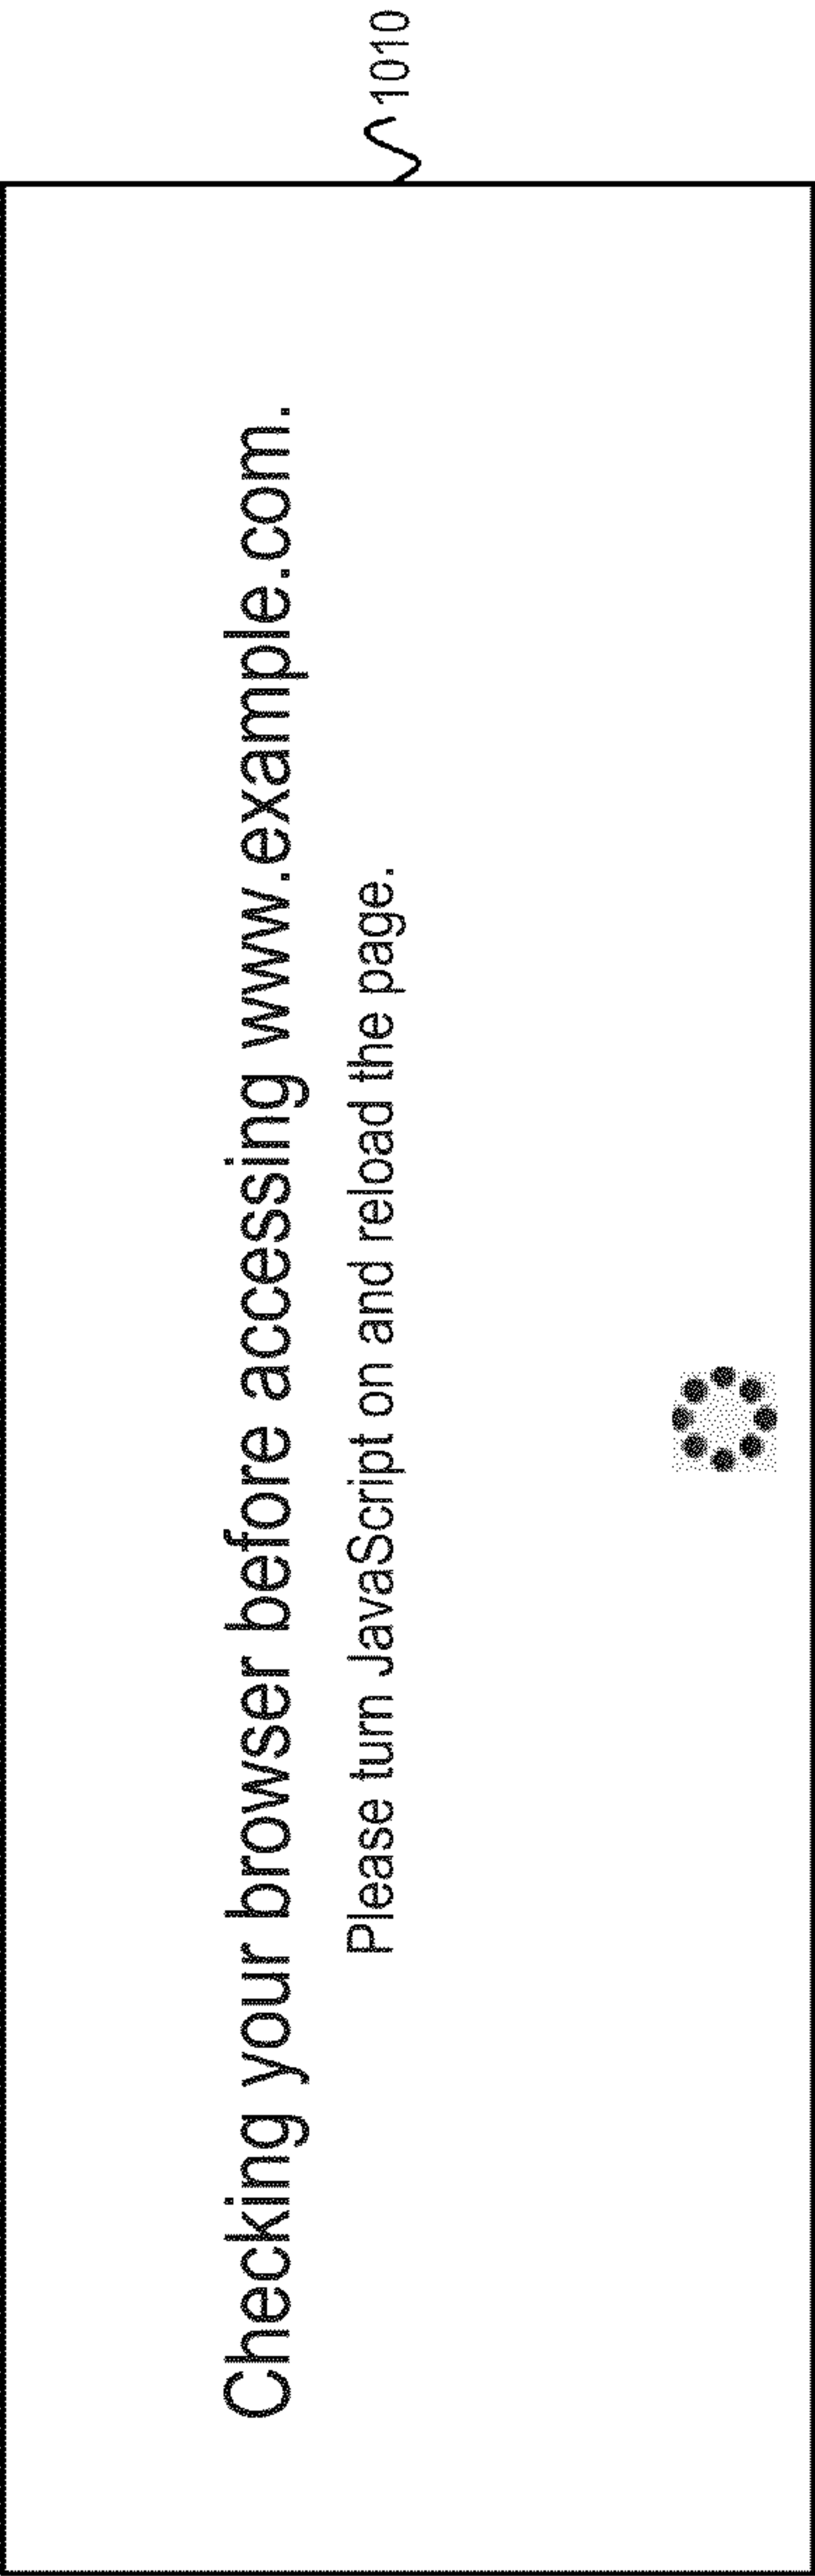 Checking your browser before accessing www.example.com.
Please turn JavaScript on and reload the page.
1010